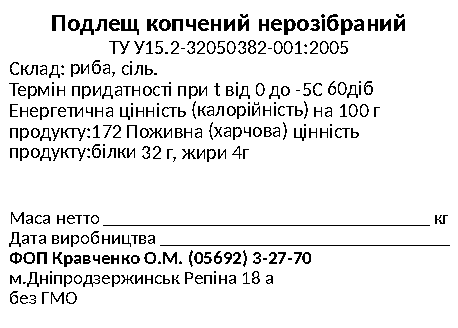 Подлещ копчений нерозібраний
ТУ У15.2-32050382-001:2005
Склад: риба, сіль.
Термін придатності при t від 0 до -5С 60діб
Енергетична цінність (калорійність) на 100 г
продукту:172 Поживна (харчова) цінність
продукту:білки 32 г, жири 4г
Маса нетто ________________________________ кг
Дата виробництва ____________________________
ФОП Кравченко О.М. (05692) 3-27-70
м.Дніпродзержинськ Репіна 18 а
без ГМО